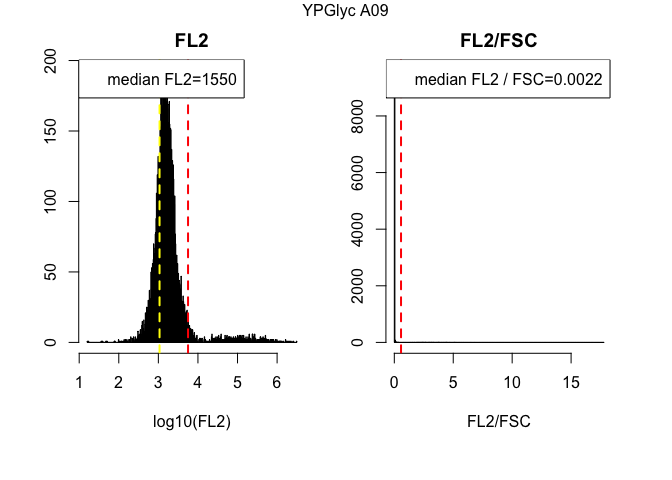 YPGlyc A09
FL2
median FL2=1550
200
150
100
50
0
1 2 3 4 5 6
log10(FL2)
FL2/FSC
median FL2 / FSC=0.0022
8000
6000
4000
2000
0
0 5 10 15
FL2/FSC